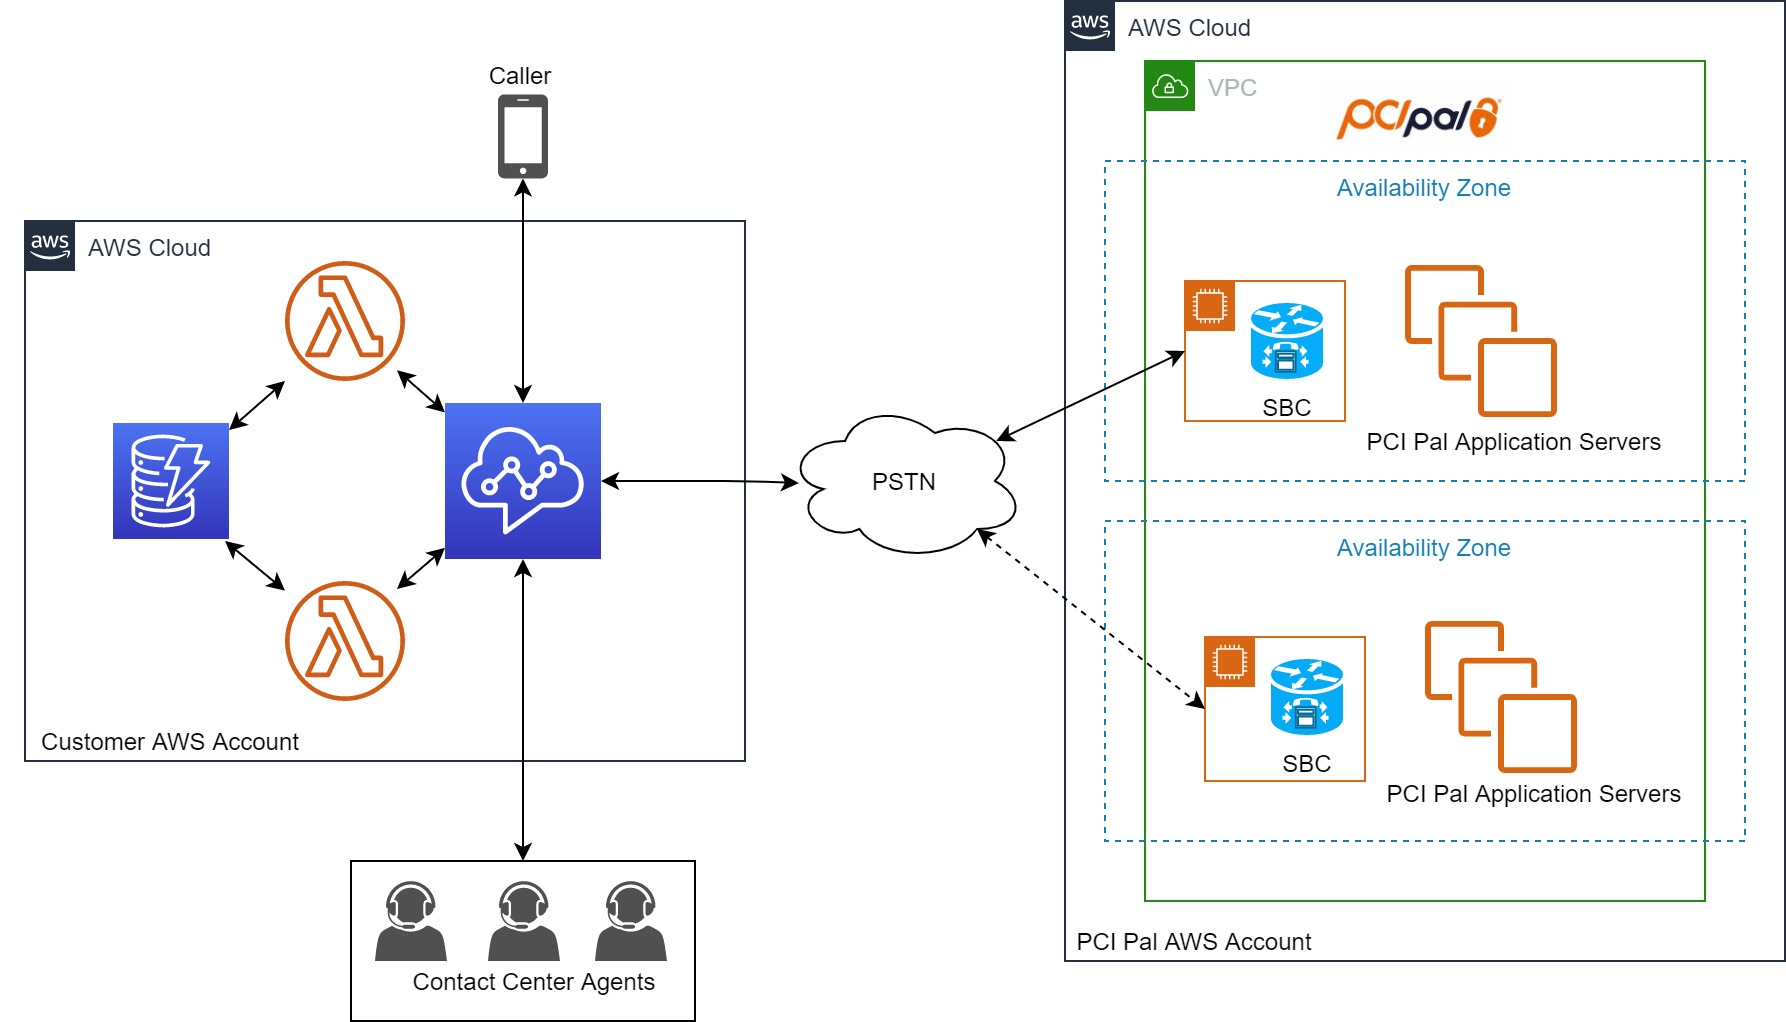 Caller
aws
AWS Cloud
Customer AWS Account
Contact Center Agents
PSTN
aws
AWS Cloud
VPC
pcipal
Availability Zone
SBC
PCI Pal Application Servers
Availability Zone
SBC
PCI Pal Application Servers
PCI Pal AWS Account